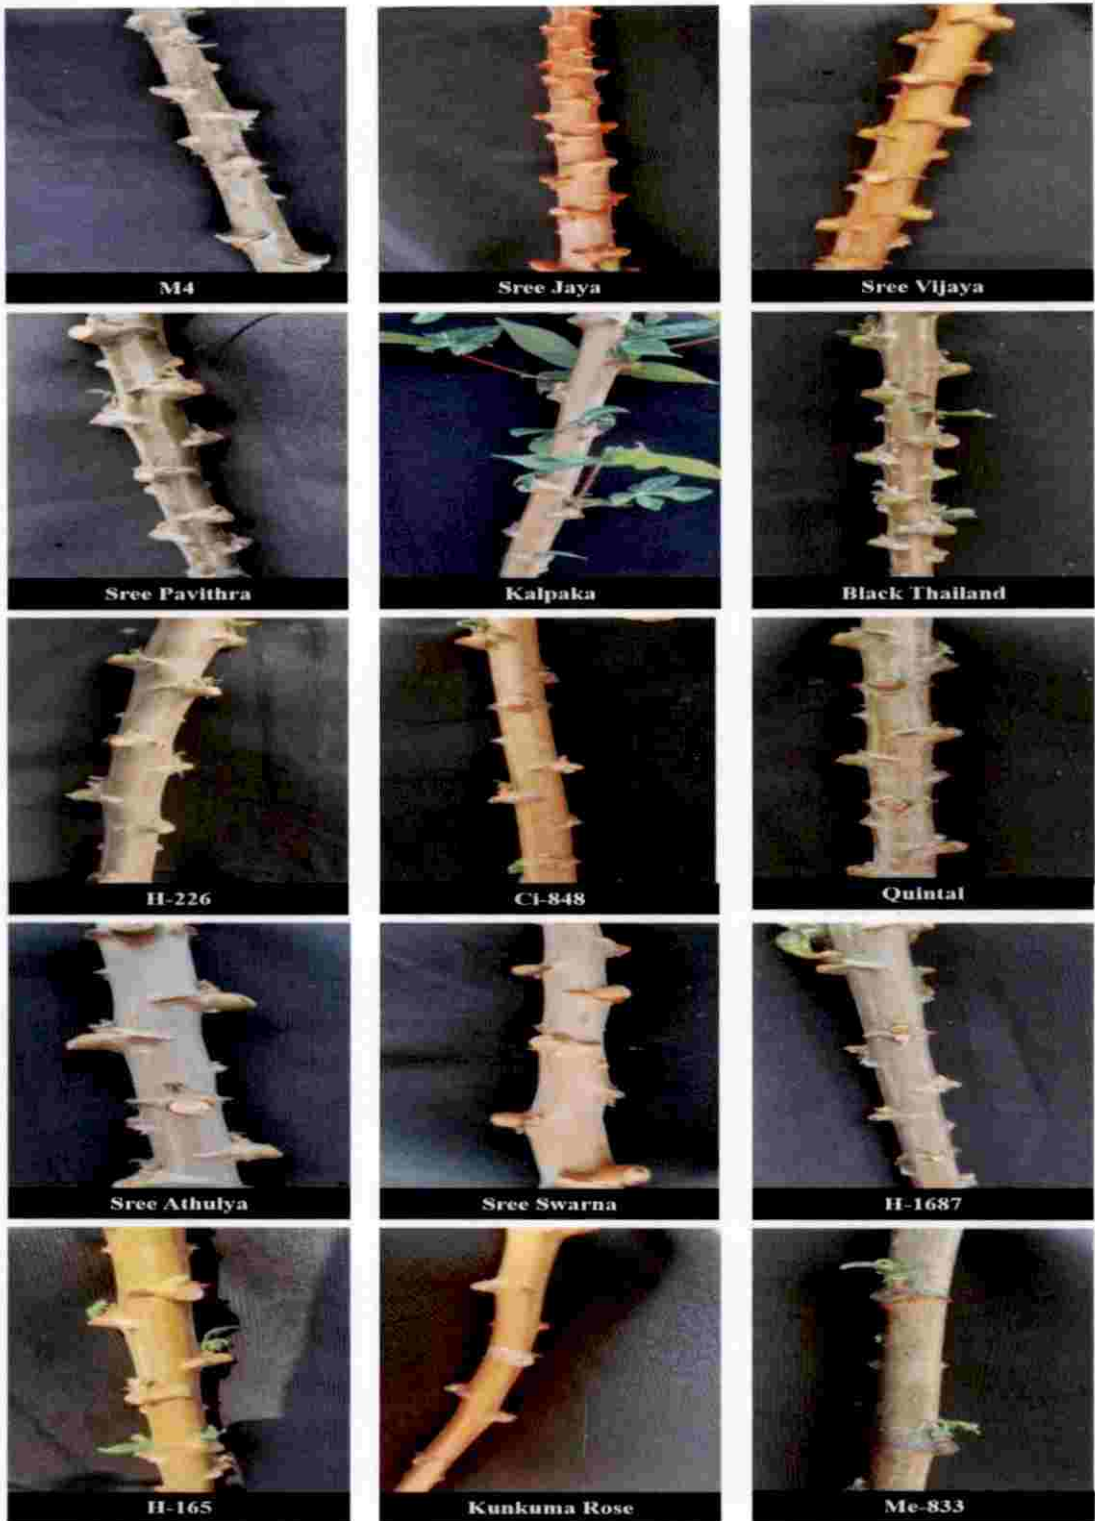 M4
Sree Jaya
Sree Vijaya
Sree Pavithra
Kalpaka
Black Thailand
H-226
Ci-848
Quintal
Sree Athulya
Sree Swarna
H-1687
H-165
Kunkuma Rose
Me-833